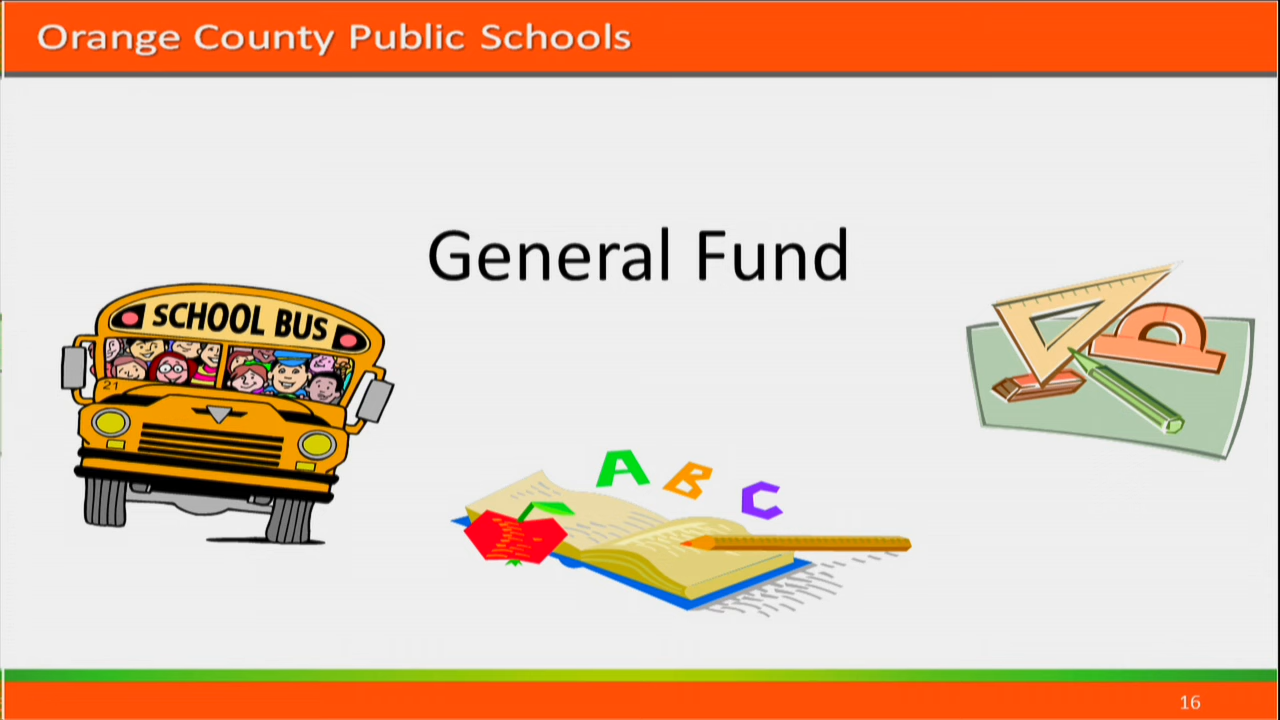 Orange County Public Schools
General Fund
SCHOOL BUS
21
A B C
16